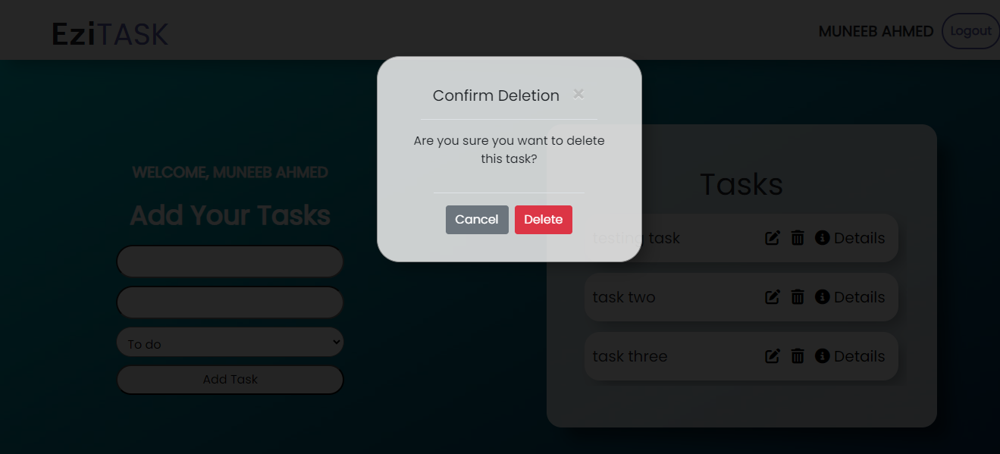 EziTASK
MUNEEB AHMED
Logout
Confirm Deletion ×
Are you sure you want to delete
this task?
Cancel
Delete
WELCOME, MUNEEB AHMED
Add Your Tasks
To do
Add Task
Tasks
testing task
Details
task two
Details
task three
Details